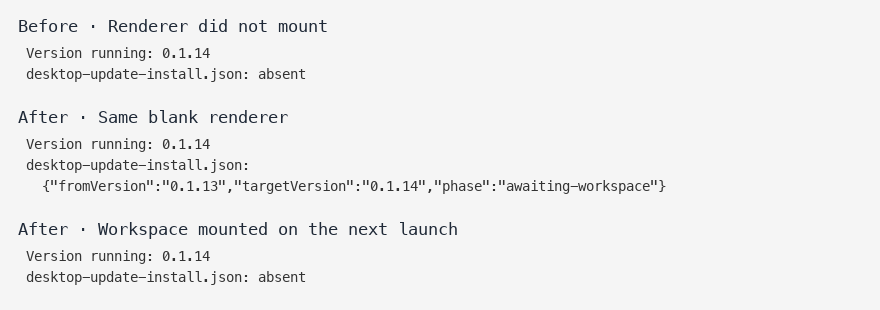 Before · Renderer did not mount
Version running: 0.1.14
desktop-update-install.json: absent
After · Same blank renderer
Version running: 0.1.14
desktop-update-install.json:
{"fromVersion":"0.1.13","targetVersion":"0.1.14","phase":"awaiting-workspace"}
After · Workspace mounted on the next launch
Version running: 0.1.14
desktop-update-install.json: absent